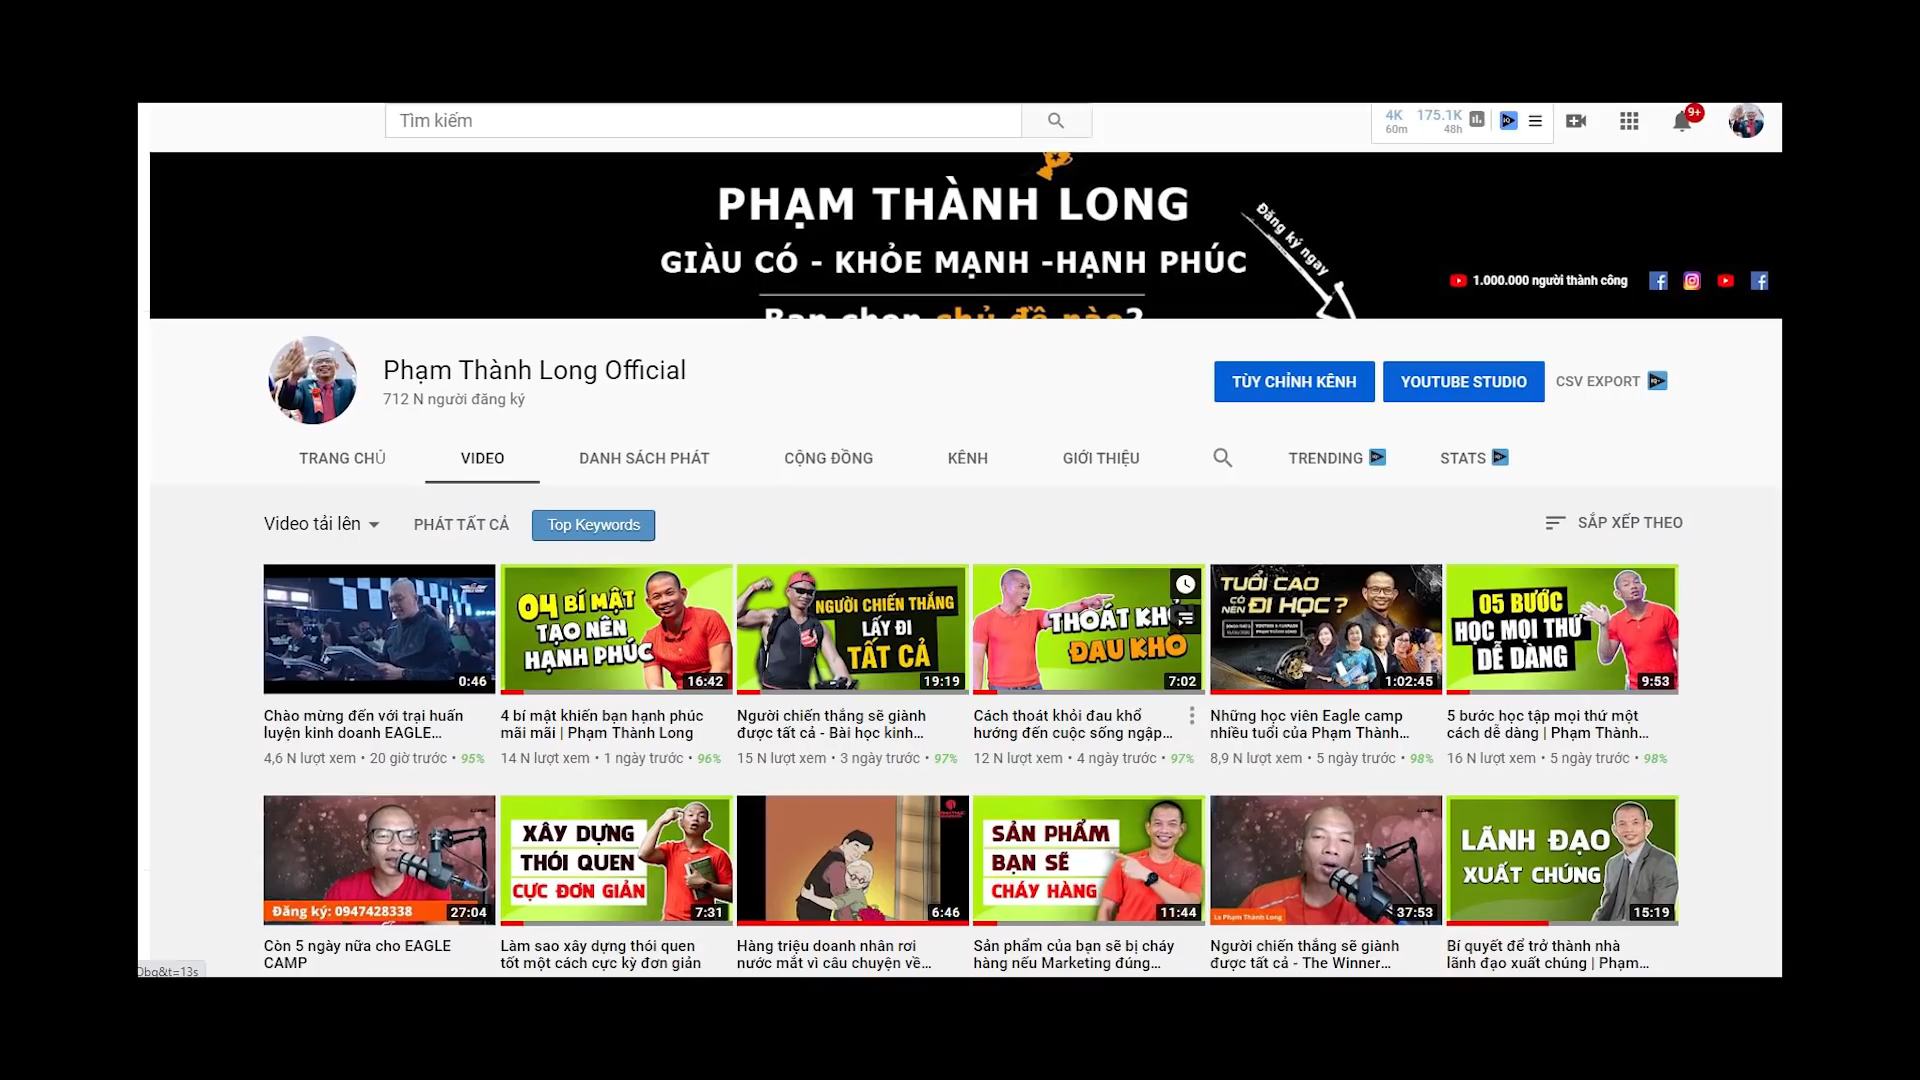 Tìm kiếm
4K 175.1K
60m 48h
9+
PHẠM THÀNH LONG
GIÀU CÓ - KHỎE MẠNH -HẠNH PHÚC
Bạn chọn chủ đề nào?
Đăng ký ngay
1.000.000 người thành công
Phạm Thành Long Official
712 N người đăng ký
TÙY CHỈNH KÊNH
YOUTUBE STUDIO
CSV EXPORT
TRANG CHỦ
VIDEO
DANH SÁCH PHÁT
CỘNG ĐỒNG
KÊNH
GIỚI THIỆU
TRENDING
STATS
Video tải lên
PHÁT TẤT CẢ
Top Keywords
SẮP XẾP THEO
0:46
04 BÍ MẬT
TẠO NÊN
HẠNH PHÚC
16:42
NGƯỜI CHIẾN THẮNG
LẤY ĐI
TẤT CẢ
19:19
THOÁT KHỎ
ĐAU KHỔ
7:02
TUỔI CAO
CÓ NÊN ĐI HỌC?
1:02:45
05 BƯỚC
HỌC MỌI THỨ
DỄ DÀNG
9:53
Chào mừng đến với trại huấn
luyện kinh doanh EAGLE...
4,6 N lượt xem • 20 giờ trước • 95%
4 bí mật khiến bạn hạnh phúc
mãi mãi | Phạm Thành Long
14 N lượt xem • 1 ngày trước • 96%
Người chiến thắng sẽ giành
được tất cả - Bài học kinh...
15 N lượt xem • 3 ngày trước • 97%
Cách thoát khỏi đau khổ
hướng đến cuộc sống ngập...
12 N lượt xem • 4 ngày trước • 97%
Những học viên Eagle camp
nhiều tuổi của Phạm Thành...
8,9 N lượt xem • 5 ngày trước • 98%
5 bước học tập mọi thứ một
cách dễ dàng | Phạm Thành...
16 N lượt xem • 5 ngày trước • 98%
Đăng ký: 0947428338
27:04
XÂY DỰNG
THÓI QUEN
CỰC ĐƠN GIẢN
7:31
6:46
SẢN PHẨM
BẠN SẼ
CHÁY HÀNG
11:44
Ls Phạm Thành Long
37:53
LÃNH ĐẠO
XUẤT CHÚNG
15:19
Còn 5 ngày nữa cho EAGLE
CAMP
Làm sao xây dựng thói quen
tốt một cách cực kỳ đơn giản
Hàng triệu doanh nhân rơi
nước mắt vì câu chuyện về...
Sản phẩm của bạn sẽ bị cháy
hàng nếu Marketing đúng...
Người chiến thắng sẽ giành
được tất cả - The Winner...
Bí quyết để trở thành nhà
lãnh đạo xuất chúng | Phạm...
Dbg&t=13s